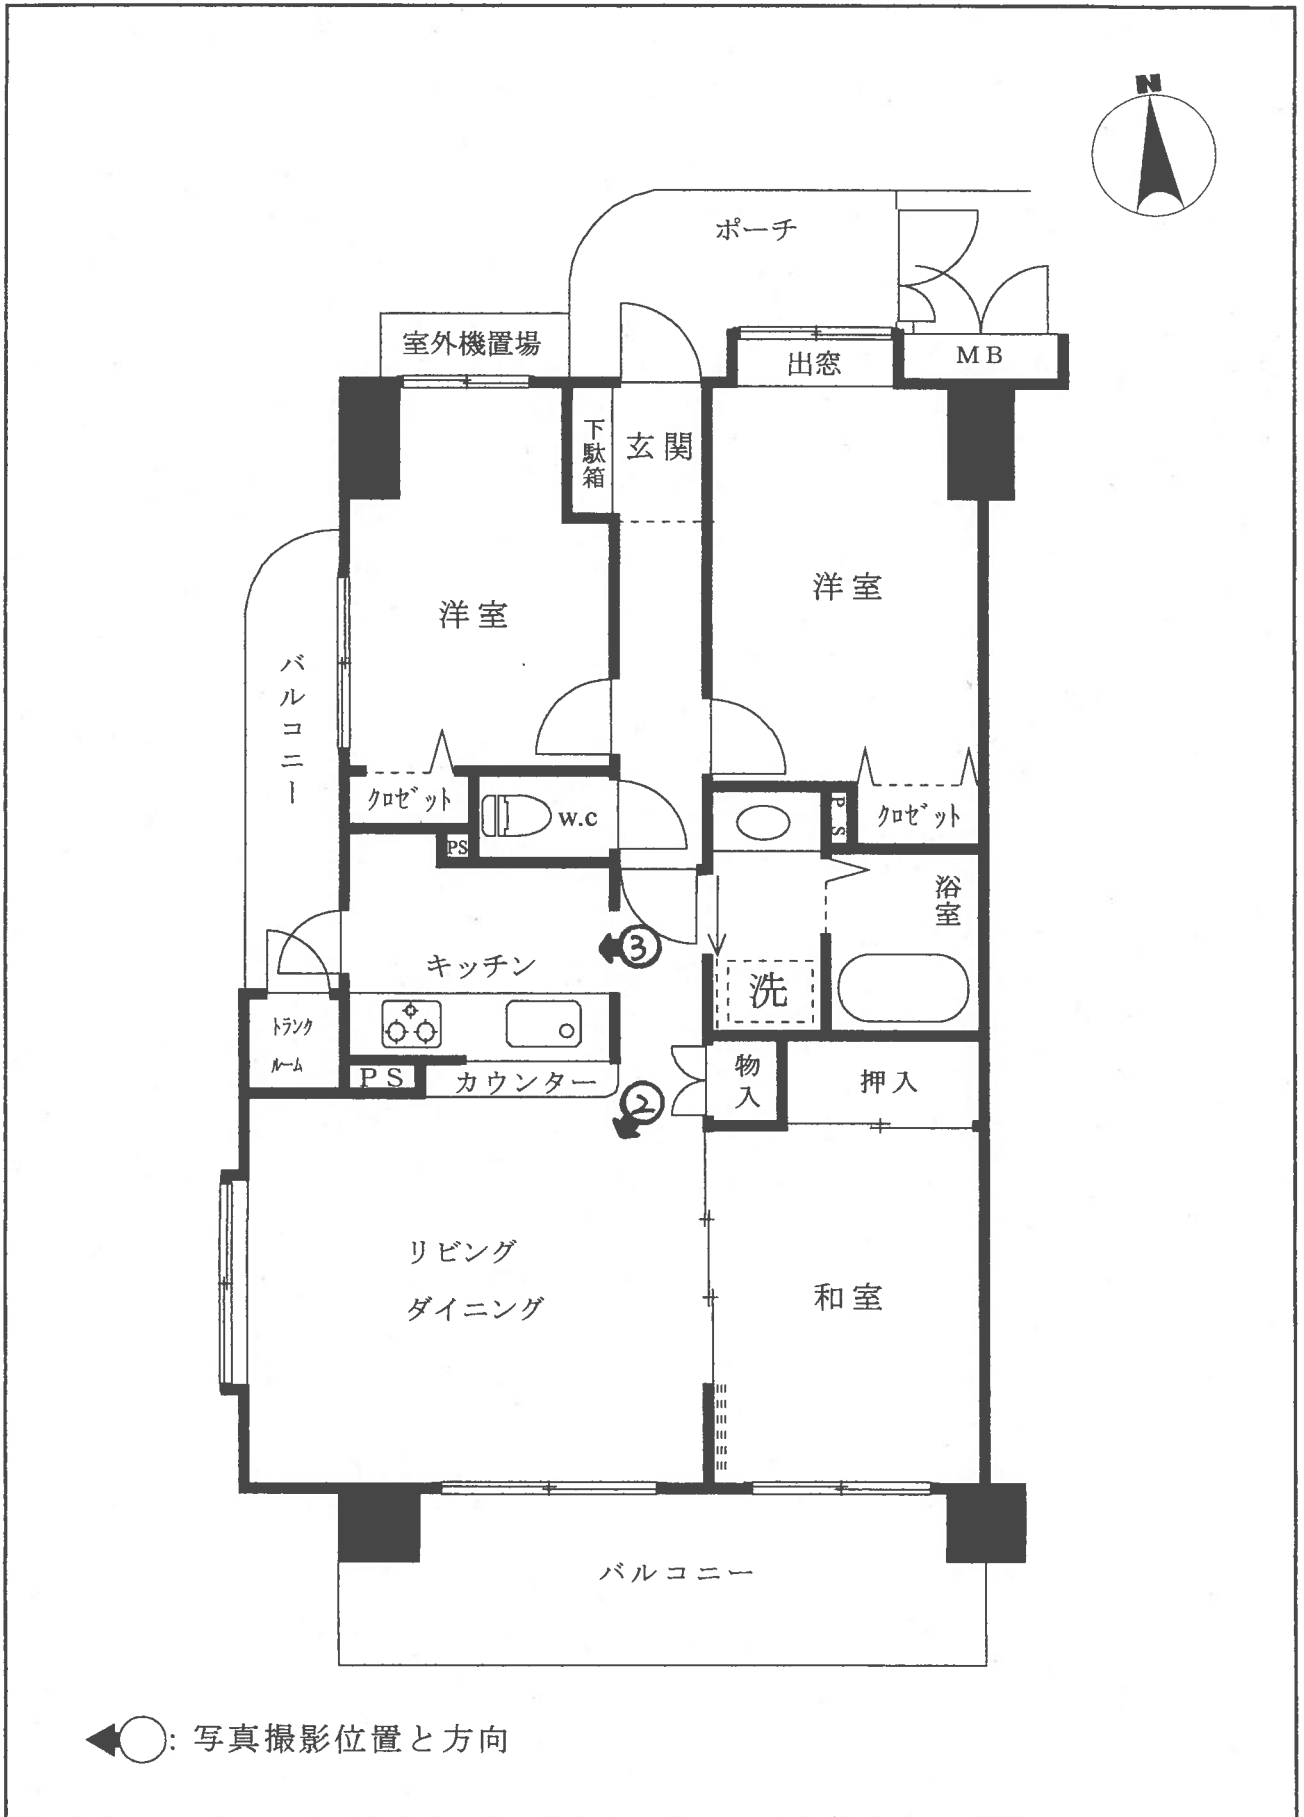 N
ポーチ
室外機置場
出窓
MB
下駄箱
玄関
洋室
洋室
バルコニー
クロゼット
W.C
PS
クロゼット
PS
浴室
③
キッチン
洗
トランク
ルーム
PS
カウンター
物入
押入
②
リビング
ダイニング
和室
バルコニー
: 写真撮影位置と方向